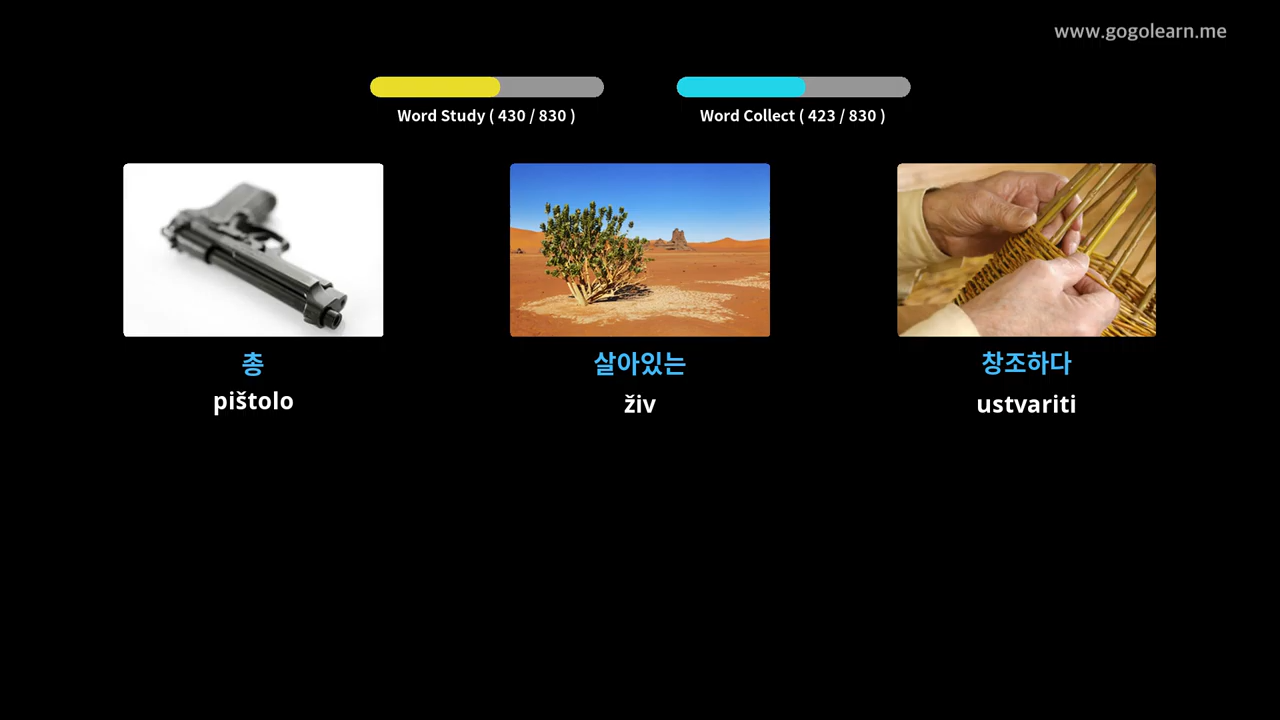 www.gogolearn.me
Word Study ( 430 / 830 )
Word Collect ( 423 / 830 )
총
pištolo
살아있는
živ
창조하다
ustvariti